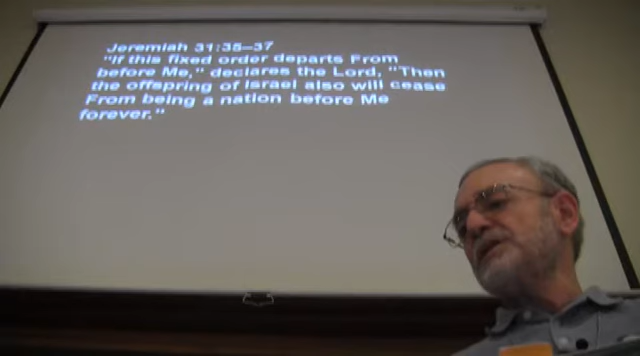 Jeremiah 31:35–37
"If this fixed order departs From
before Me," declares the Lord, "Then
the offspring of Israel also will cease
From being a nation before Me
forever."